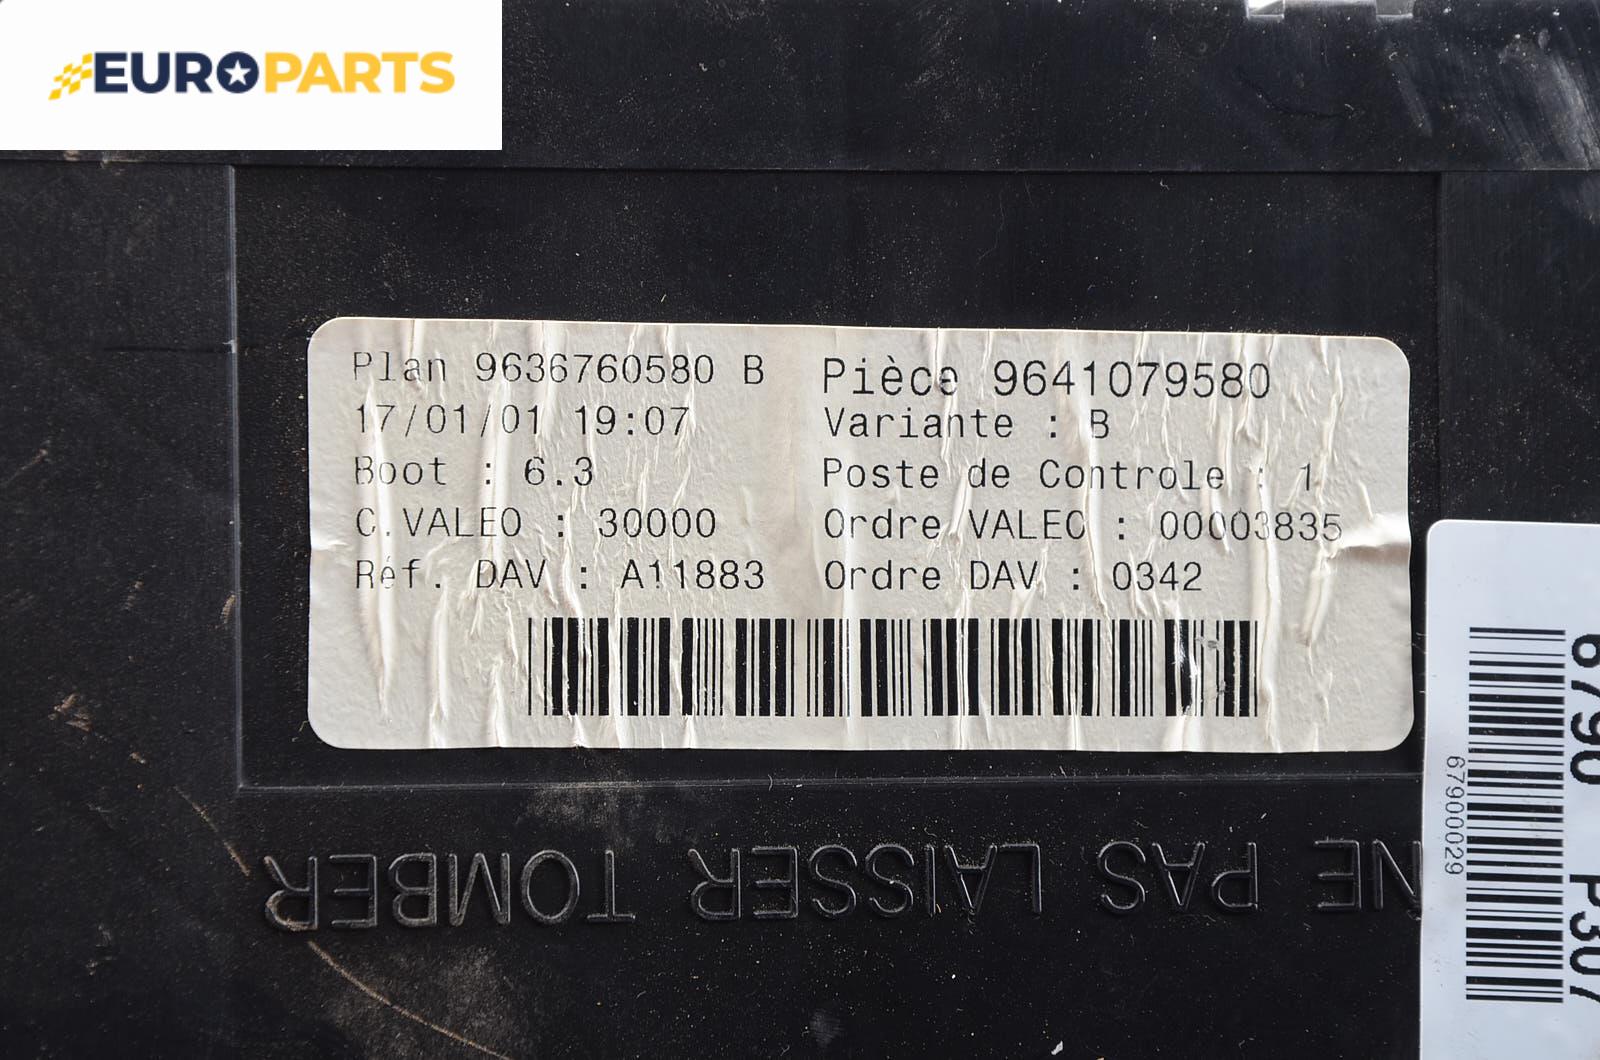 EUROPARTS
Plan 9636760580 B
17/01/01 19:07
Boot : 6.3
C.VALEO : 30000
Réf. DAV : A11883
Pièce 9641079580
Variante : B
Poste de Controle : 1
Ordre VALEO : 00003835
Ordre DAV : 0342
NE PAS LAISSER TOMBER
6790 P307
679000029